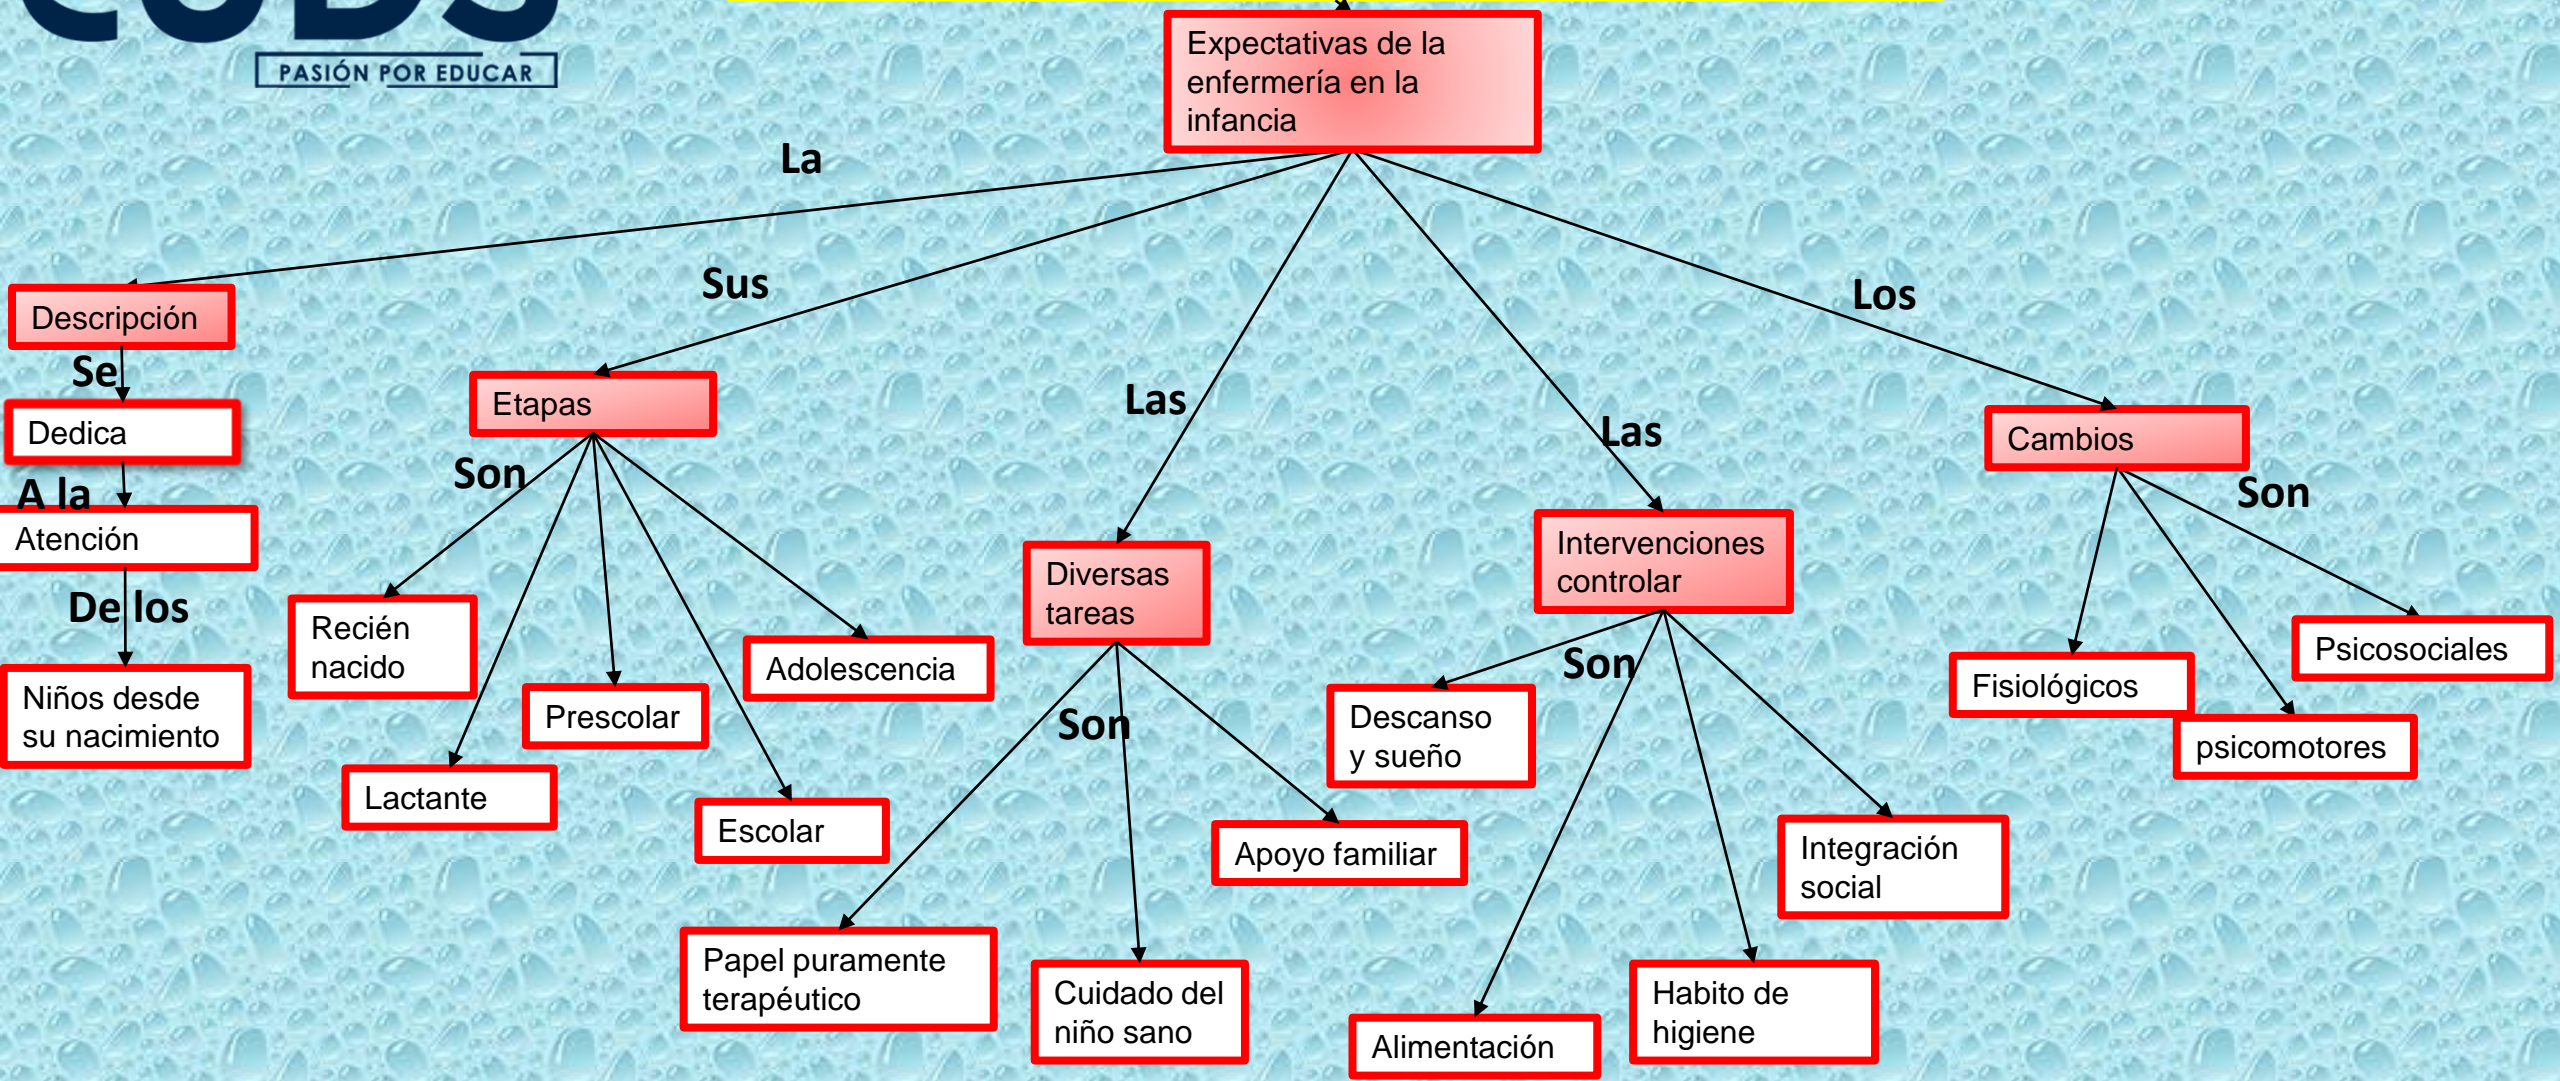 PASIÓN POR EDUCAR
Expectativas de la
enfermería en la
infancia
La
Sus
Los
Las
Las
Descripción
Se
Dedica
A la
Atención
De los
Niños desde
su nacimiento
Etapas
Son
Recién
nacido
Lactante
Prescolar
Escolar
Adolescencia
Diversas
tareas
Son
Papel puramente
terapéutico
Cuidado del
niño sano
Apoyo familiar
Intervenciones
controlar
Son
Descanso
y sueño
Alimentación
Habito de
higiene
Integración
social
Cambios
Son
Fisiológicos
psicomotores
Psicosociales